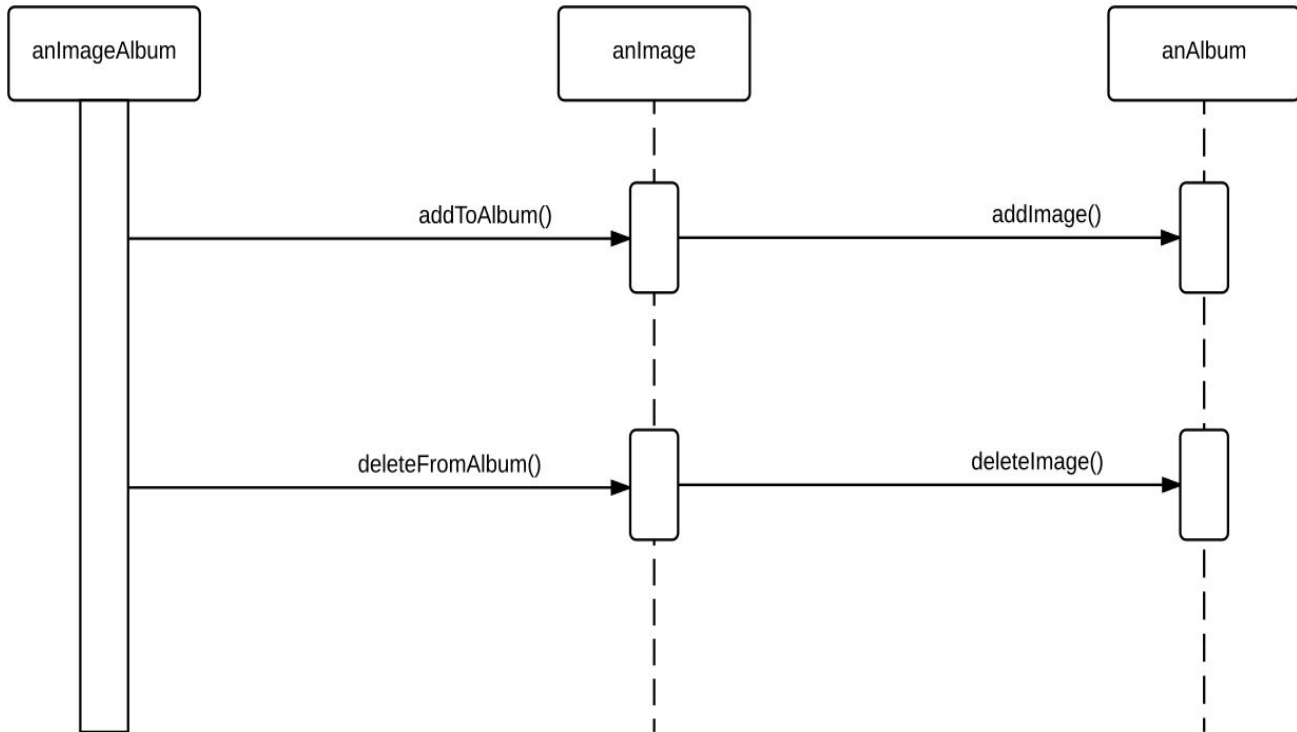 anImageAlbum
anImage
anAlbum
addToAlbum()
addImage()
deleteFromAlbum()
deleteImage()